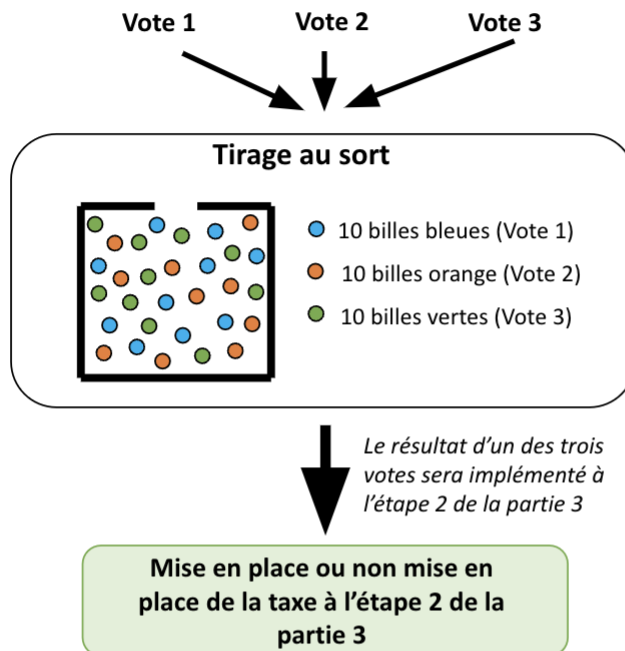 Vote 1 Vote 2 Vote 3
Tirage au sort
10 billes bleues (Vote 1)
10 billes orange (Vote 2)
10 billes vertes (Vote 3)
Le résultat d'un des trois
votes sera implémenté à
l'étape 2 de la partie 3
Mise en place ou non mise en
place de la taxe à l'étape 2 de la
partie 3